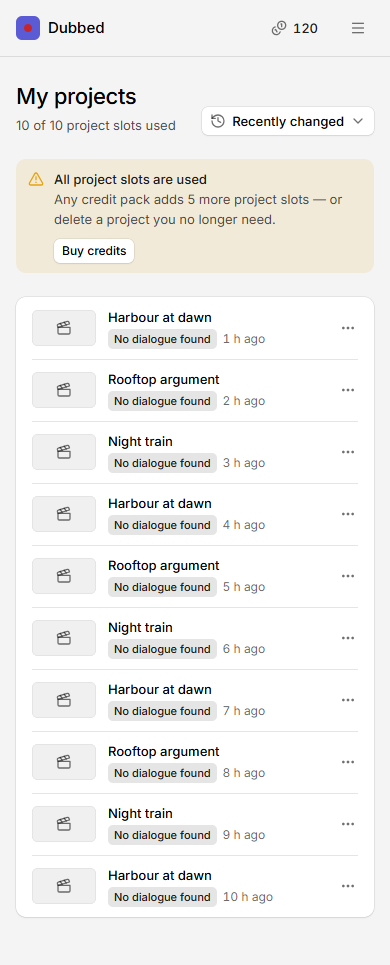 Dubbed
120
My projects
10 of 10 project slots used
Recently changed
All project slots are used
Any credit pack adds 5 more project slots — or
delete a project you no longer need.
Buy credits
Harbour at dawn
No dialogue found 1 h ago
Rooftop argument
No dialogue found 2 h ago
Night train
No dialogue found 3 h ago
Harbour at dawn
No dialogue found 4 h ago
Rooftop argument
No dialogue found 5 h ago
Night train
No dialogue found 6 h ago
Harbour at dawn
No dialogue found 7 h ago
Rooftop argument
No dialogue found 8 h ago
Night train
No dialogue found 9 h ago
Harbour at dawn
No dialogue found 10 h ago